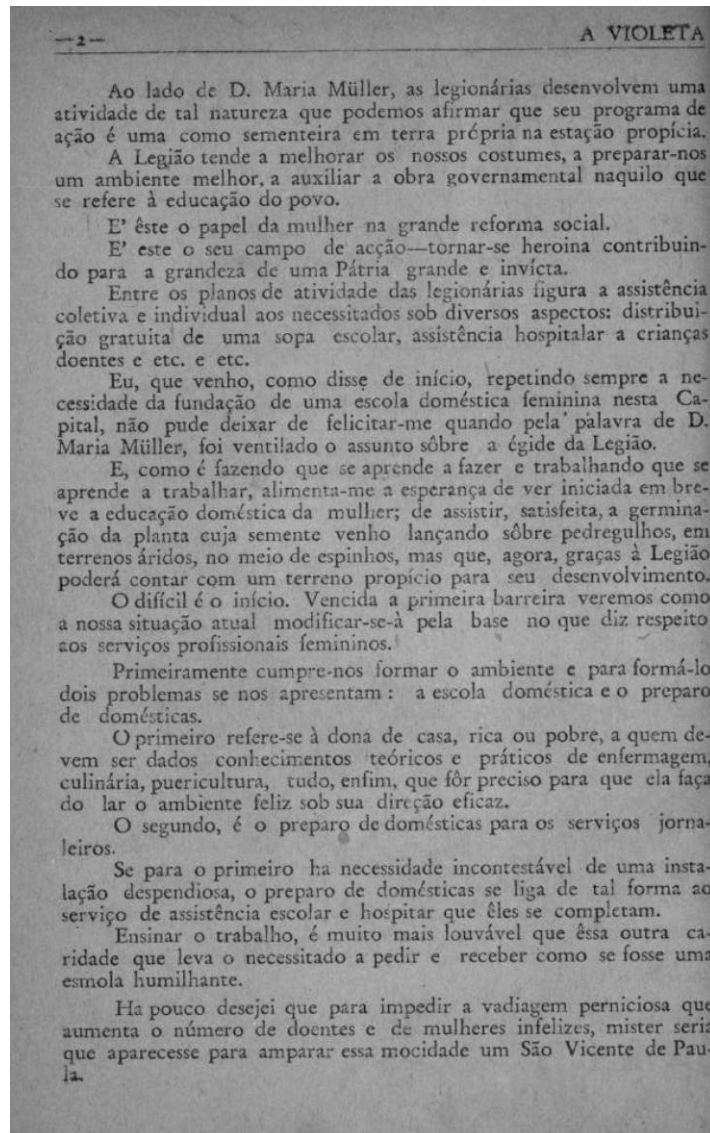 —2— A VIOLETA
Ao lado de D. Maria Müller, as legionárias desenvolvem uma
atividade de tal natureza que podemos afirmar que seu programa de
ação é uma como sementeira em terra própria na estação propícia.
A Legião tende a melhorar os nossos costumes, a preparar-nos
um ambiente melhor, a auxiliar a obra governamental naquilo que
se refere à educação do povo.
E' êste o papel da mulher na grande reforma social.
E' este o seu campo de acção—tornar-se heroina contribuin-
do para a grandeza de uma Pátria grande e invícta.
Entre os planos de atividade das legionárias figura a assistência
coletiva e individual aos necessitados sob diversos aspectos: distribui-
ção gratuita de uma sopa escolar, assistência hospitalar a crianças
doentes e etc. e etc.
Eu, que venho, como disse de início, repetindo sempre a ne-
cessidade da fundação de uma escola doméstica feminina nesta Ca-
pital, não pude deixar de felicitar-me quando pela palavra de D.
Maria Müller, foi ventilado o assunto sôbre a égide da Legião.
E, como é fazendo que se aprende a fazer e trabalhando que se
aprende a trabalhar, alimenta-me a esperança de ver iniciada em bre-
ve a educação doméstica da mulher; de assistir, satisfeita, a germina-
ção da planta cuja semente venho lançando sôbre pedregulhos, em
terrenos áridos, no meio de espinhos, mas que, agora, graças à Legião
poderá contar com um terreno propício para seu desenvolvimento.
O difícil é o início. Vencida a primeira barreira veremos como
a nossa situação atual modificar-se-à pela base no que diz respeito
aos serviços profissionais femininos.
Primeiramente cumpre-nos formar o ambiente e para formá-lo
dois problemas se nos apresentam : a escola doméstica e o preparo
de domésticas.
O primeiro refere-se à dona de casa, rica ou pobre, a quem de-
vem ser dados conhecimentos teóricos e práticos de enfermagem,
culinária, puericultura, tudo, enfim, que fôr preciso para que ela faça
do lar o ambiente feliz sob sua direção eficaz.
O segundo, é o preparo de domésticas para os serviços jorna-
leiros.
Se para o primeiro ha necessidade incontestável de uma insta-
lação despendiosa, o preparo de domésticas se liga de tal forma ao
serviço de assistência escolar e hospitar que êles se completam.
Ensinar o trabalho, é muito mais louvável que êssa outra ca-
ridade que leva o necessitado a pedir e receber como se fosse uma
esmola humilhante.
Ha pouco desejei que para impedir a vadiagem perniciosa que
aumenta o número de doentes e de mulheres infelizes, mister seria
que aparecesse para amparar essa mocidade um São Vicente de Pau-
la.